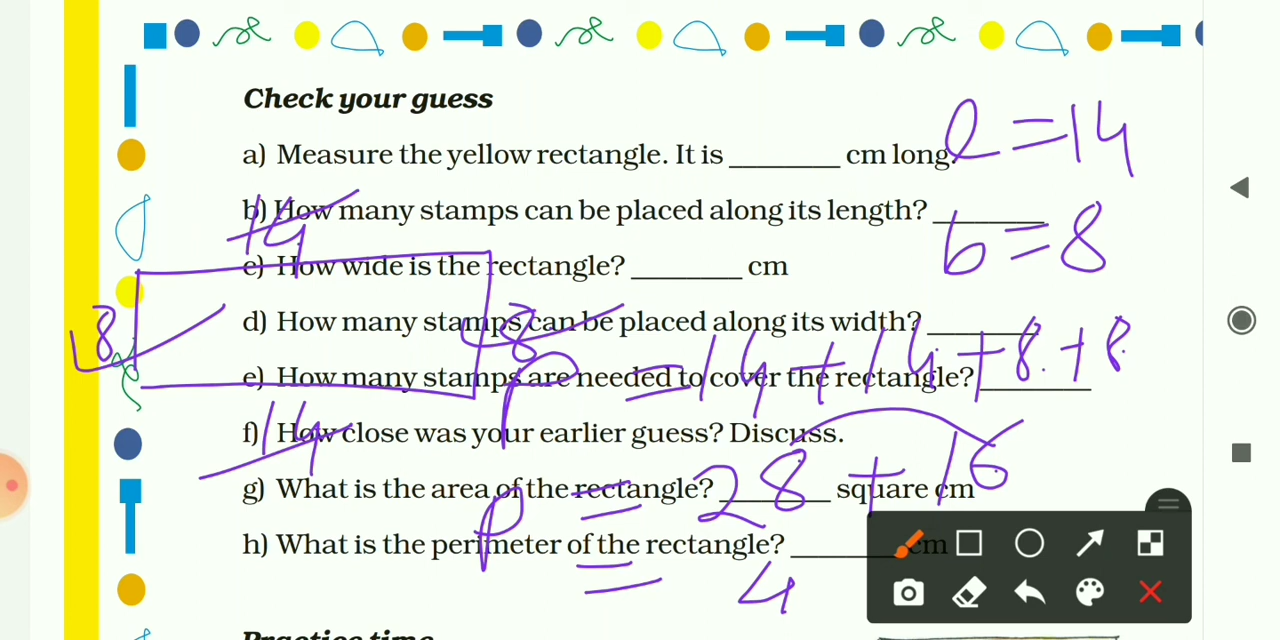 Check your guess
a) Measure the yellow rectangle. It is ________ cm long.
l = 14
b) How many stamps can be placed along its length? ________
14
b = 8
c) How wide is the rectangle? ________ cm
8
d) How many stamps can be placed along its width? ________
8
p = 14 + 14 + 8 + 8
e) How many stamps are needed to cover the rectangle? ________
14
f) How close was your earlier guess? Discuss.
p = 28 + 16
g) What is the area of the rectangle? ________ square cm
h) What is the perimeter of the rectangle? ________ cm
= 4
Practice time